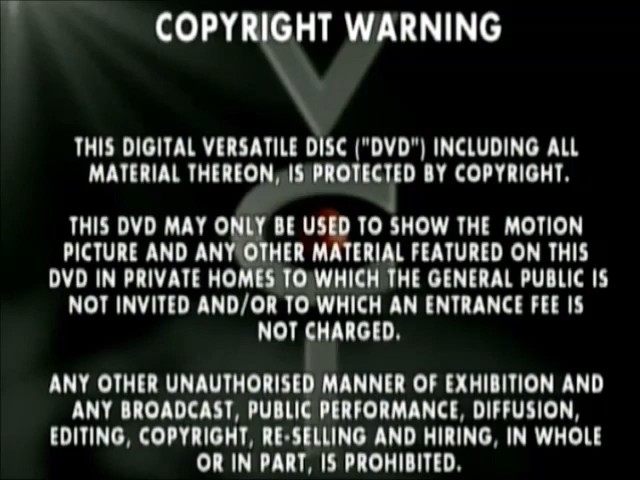 COPYRIGHT WARNING
THIS DIGITAL VERSATILE DISC ("DVD") INCLUDING ALL
MATERIAL THEREON, IS PROTECTED BY COPYRIGHT.
THIS DVD MAY ONLY BE USED TO SHOW THE MOTION
PICTURE AND ANY OTHER MATERIAL FEATURED ON THIS
DVD IN PRIVATE HOMES TO WHICH THE GENERAL PUBLIC IS
NOT INVITED AND/OR TO WHICH AN ENTRANCE FEE IS
NOT CHARGED.
ANY OTHER UNAUTHORISED MANNER OF EXHIBITION AND
ANY BROADCAST, PUBLIC PERFORMANCE, DIFFUSION,
EDITING, COPYRIGHT, RE-SELLING AND HIRING, IN WHOLE
OR IN PART, IS PROHIBITED.